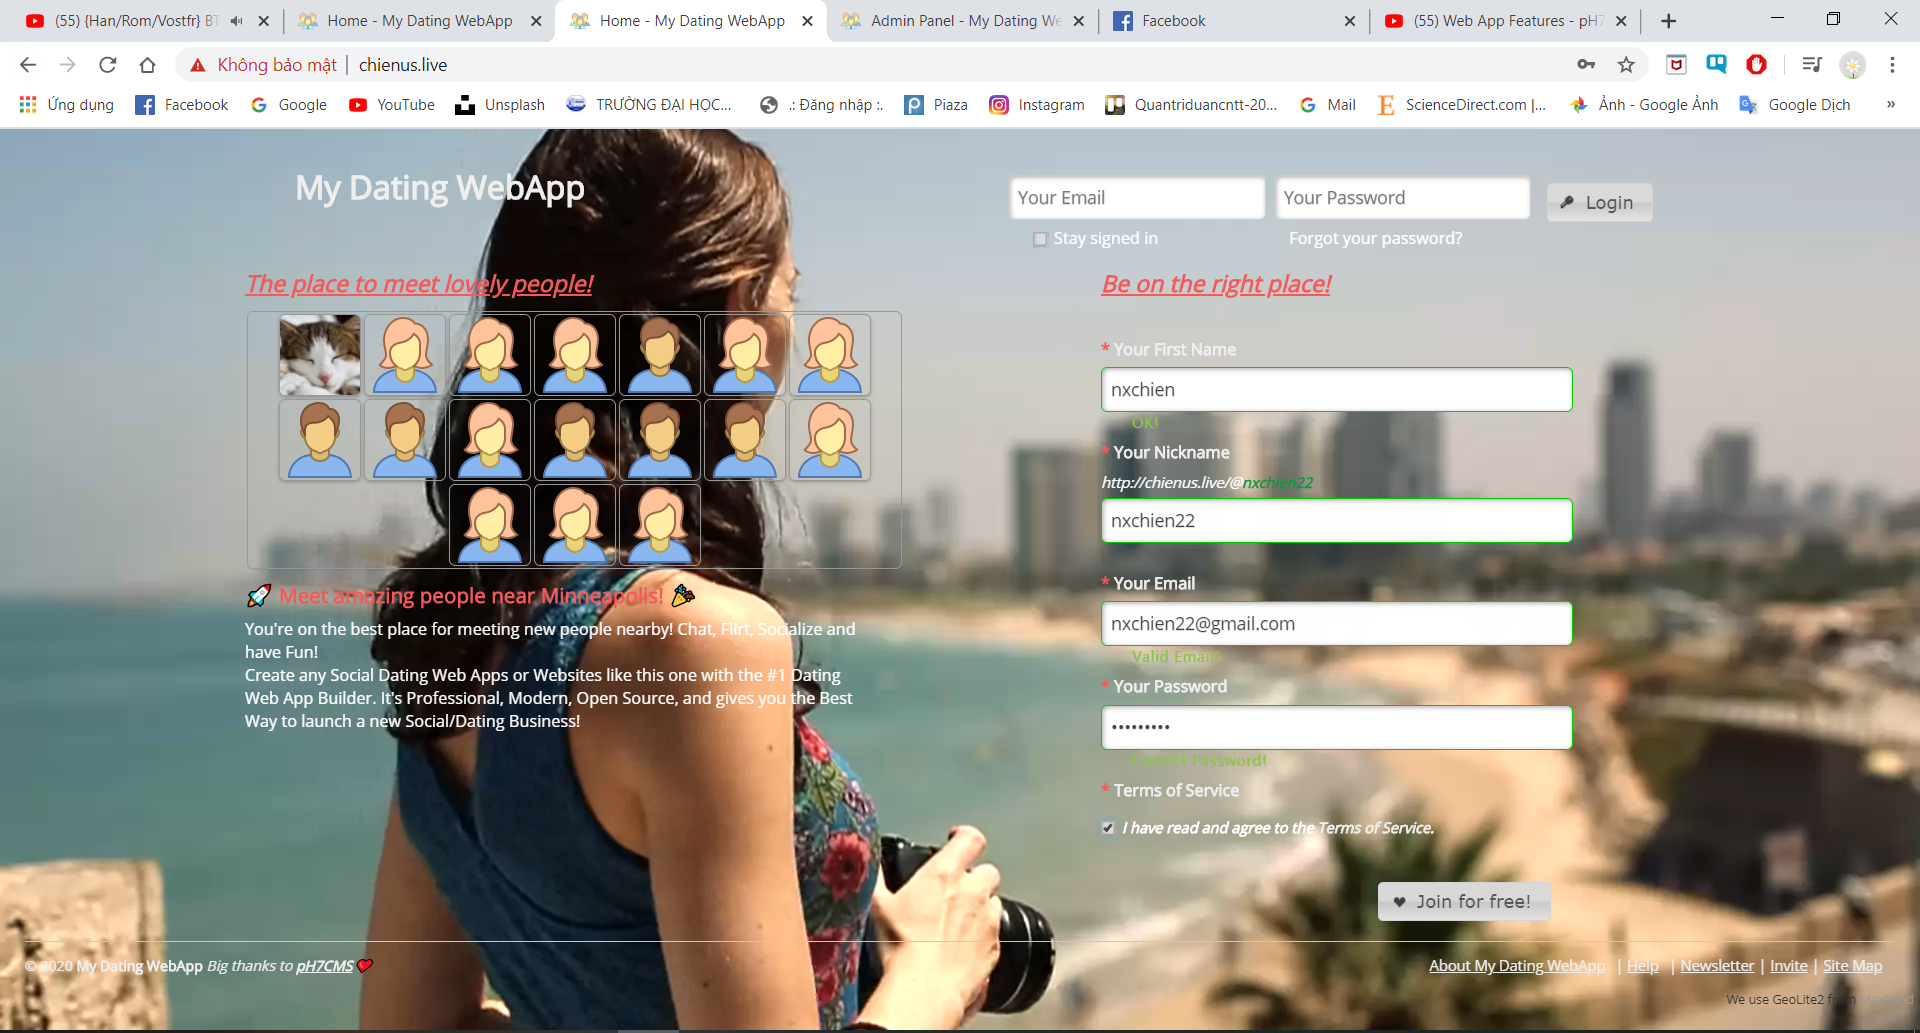 (55) {Han/Rom/Vostfr} BT
Home - My Dating WebApp
Home - My Dating WebApp
Admin Panel - My Dating We
Facebook
(55) Web App Features - pH7
Không bảo mật | chienus.live
Ứng dụng
Facebook
Google
YouTube
Unsplash
TRƯỜNG ĐẠI HỌC...
.: Đăng nhập :.
Piaza
Instagram
Quantriduancntt-20...
Mail
ScienceDirect.com |...
Ảnh - Google Ảnh
Google Dịch
»
My Dating WebApp
Your Email
Your Password
Login
Stay signed in
Forgot your password?
The place to meet lovely people!
Meet amazing people near Minneapolis!
You're on the best place for meeting new people nearby! Chat, Flirt, Socialize and
have Fun!
Create any Social Dating Web Apps or Websites like this one with the #1 Dating
Web App Builder. It's Professional, Modern, Open Source, and gives you the Best
Way to launch a new Social/Dating Business!
Be on the right place!
* Your First Name
nxchien
OK!
* Your Nickname
http://chienus.live/@nxchien22
nxchien22
* Your Email
nxchien22@gmail.com
Valid Email!
* Your Password
•••••••••
Correct Password!
* Terms of Service
I have read and agree to the Terms of Service.
Join for free!
© 2020 My Dating WebApp Big thanks to pH7CMS
About My Dating WebApp | Help | Newsletter | Invite | Site Map
We use GeoLite2 from